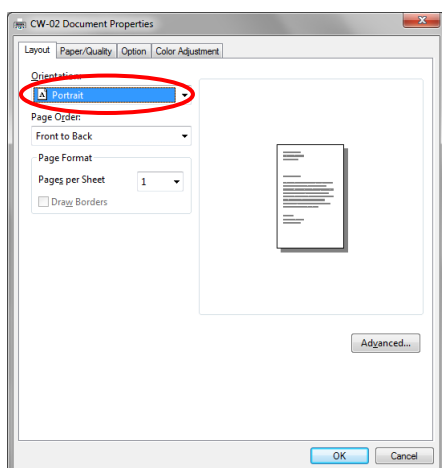 CW-02 Document Properties
Layout Paper/Quality Option Color Adjustment
Orientation:
A Portrait
Page Order:
Front to Back
Page Format
Pages per Sheet 1
Draw Borders
Advanced...
OK Cancel